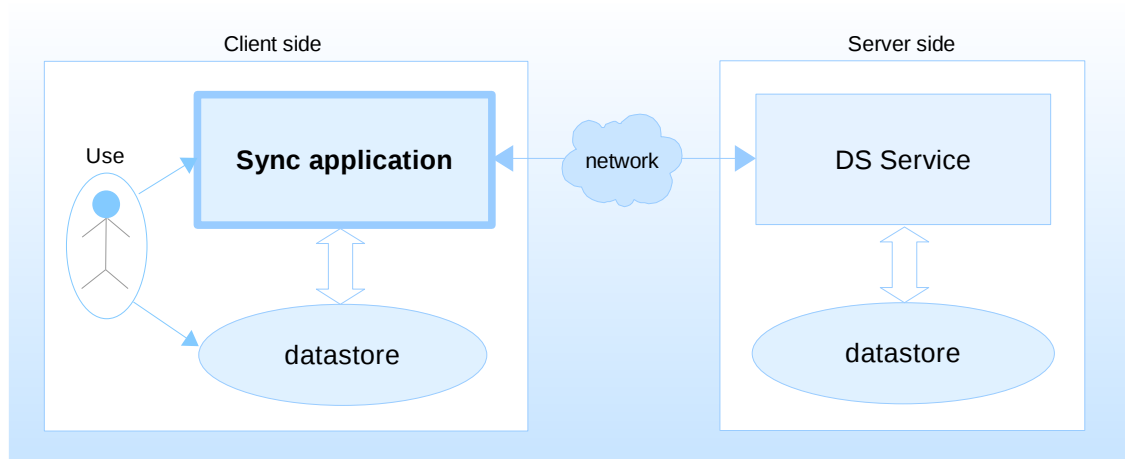 Client side
Server side
Use
Sync application
network
DS Service
datastore
datastore